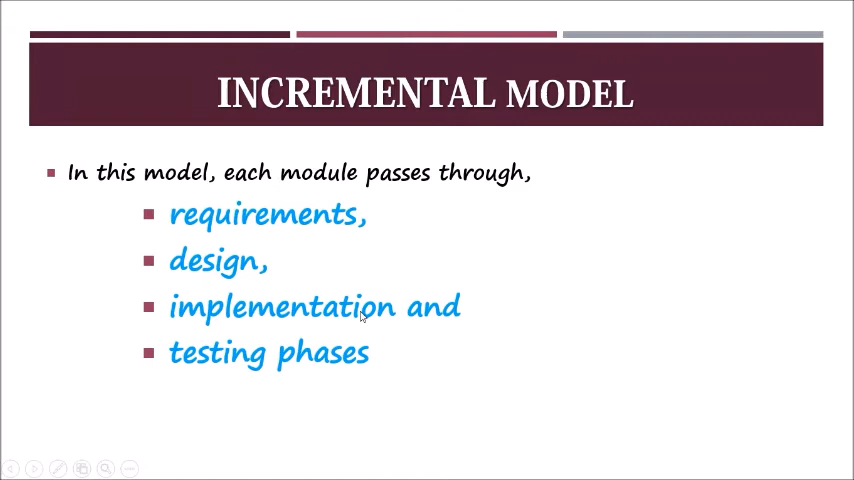 INCREMENTAL MODEL
In this model, each module passes through,
requirements,
design,
implementation and
testing phases